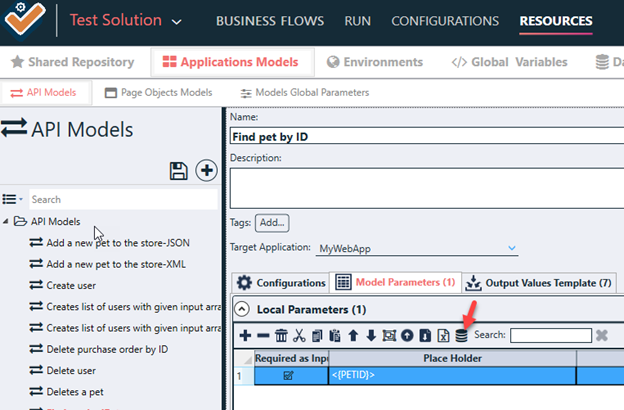 Test Solution BUSINESS FLOWS RUN CONFIGURATIONS RESOURCES
Shared Repository Applications Models Environments </> Global Variables
API Models Page Objects Models Models Global Parameters
API Models
Search
API Models
Add a new pet to the store-JSON
Add a new pet to the store-XML
Create user
Creates list of users with given input arra
Creates list of users with given input arra
Delete purchase order by ID
Delete user
Deletes a pet
Name:
Find pet by ID
Description:
Tags: Add...
Target Application: MyWebApp
Configurations Model Parameters (1) Output Values Template (7)
Local Parameters (1)
Search:
Required as Inpu Place Holder
1 <{PETID}>